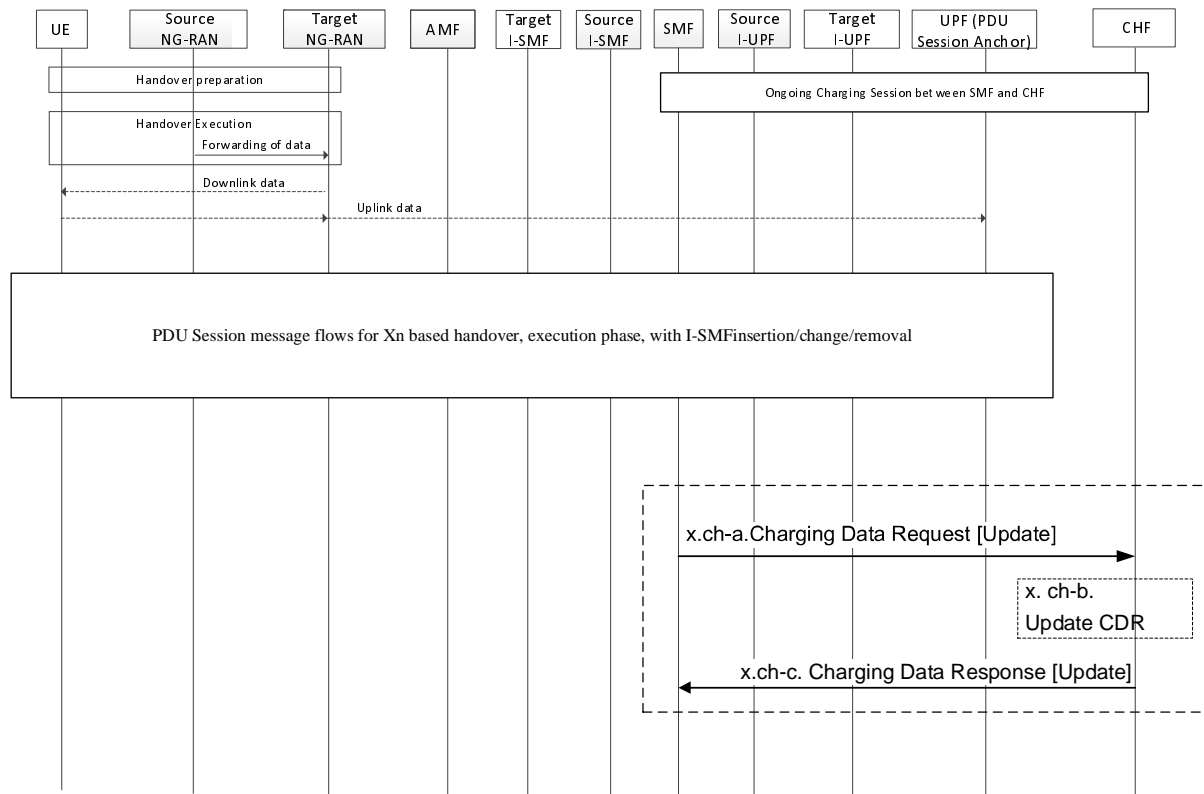 UE
Source
NG-RAN
Target
NG-RAN
AMF
Target
I-SMF
Source
I-SMF
SMF
Source
I-UPF
Target
I-UPF
UPF (PDU
Session Anchor)
CHF
Handover preparation
Ongoing Charging Session between SMF and CHF
Handover Execution
Forwarding of data
Downlink data
Uplink data
PDU Session message flows for Xn based handover, execution phase, with I-SMFinsertion/change/removal
x.ch-a.Charging Data Request [Update]
x. ch-b.
Update CDR
x.ch-c. Charging Data Response [Update]